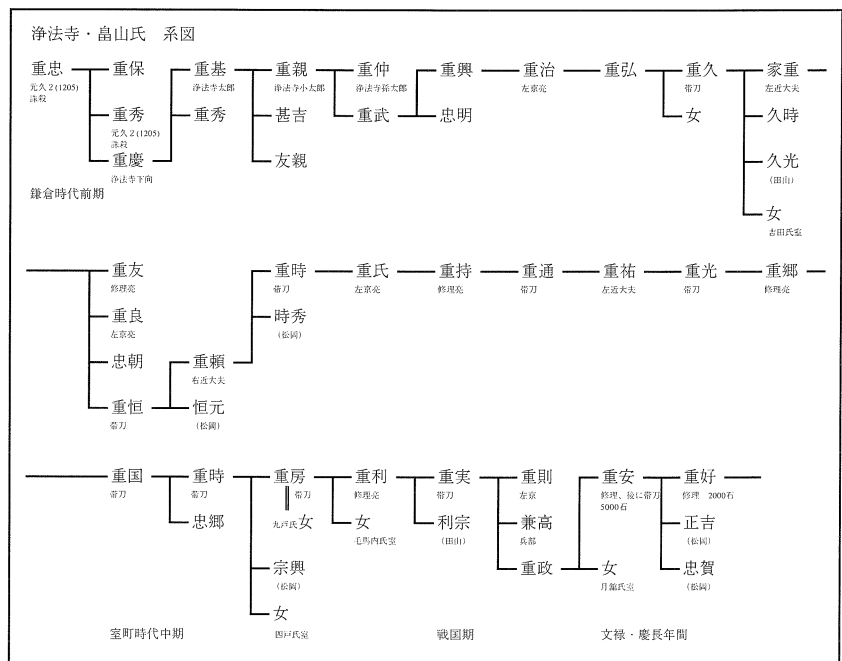 浄法寺・畠山氏　系図
重忠 重保 重基 重親 重仲 重興 重治 重弘 重久 家重
元久2(1205) 浄法寺太郎 浄法寺小太郎 浄法寺孫太郎 左京亮 帯刀 左近大夫
誅殺
重秀 重秀 甚吉 重武 忠明 女 久時
元久2(1205)
誅殺
重慶 友親 久光
浄法寺下向 (田山)
鎌倉時代前期
女
吉田氏室
重友 重時 重氏 重持 重通 重祐 重光 重郷
修理亮 帯刀 左京亮 修理亮 帯刀 左近大夫 帯刀 修理亮
重良 時秀
左京亮 (松岡)
忠朝 重頼
右近大夫
重恒 恒元
帯刀 (松岡)
重国 重時 重房 重利 重実 重則 重安 重好
帯刀 帯刀 帯刀 修理亮 帯刀 左京 修理、後に帯刀 修理 2000石
5000石
忠郷 九戸氏女 女 利宗 兼高 正吉
毛馬内氏室 (田山) 兵部 (松岡)
宗興 重政 女 忠賀
(松岡) 月舘氏室 (松岡)
女
四戸氏室
室町時代中期 戦国期 文禄・慶長年間